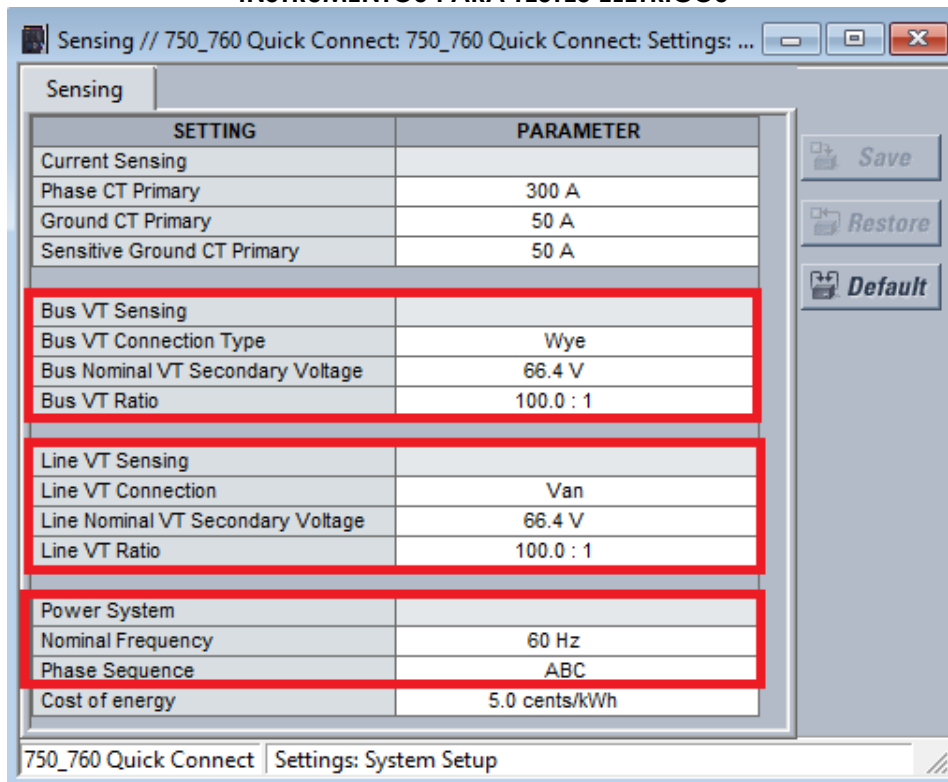 INSTRUMENTOS PARA TESTES ELÉTRICOS
Sensing // 750_760 Quick Connect: 750_760 Quick Connect: Settings: ...
Sensing
SETTING PARAMETER
Current Sensing
Phase CT Primary 300 A
Ground CT Primary 50 A
Sensitive Ground CT Primary 50 A
Bus VT Sensing
Bus VT Connection Type Wye
Bus Nominal VT Secondary Voltage 66.4 V
Bus VT Ratio 100.0 : 1
Line VT Sensing
Line VT Connection Van
Line Nominal VT Secondary Voltage 66.4 V
Line VT Ratio 100.0 : 1
Power System
Nominal Frequency 60 Hz
Phase Sequence ABC
Cost of energy 5.0 cents/kWh
Save
Restore
Default
750_760 Quick Connect Settings: System Setup